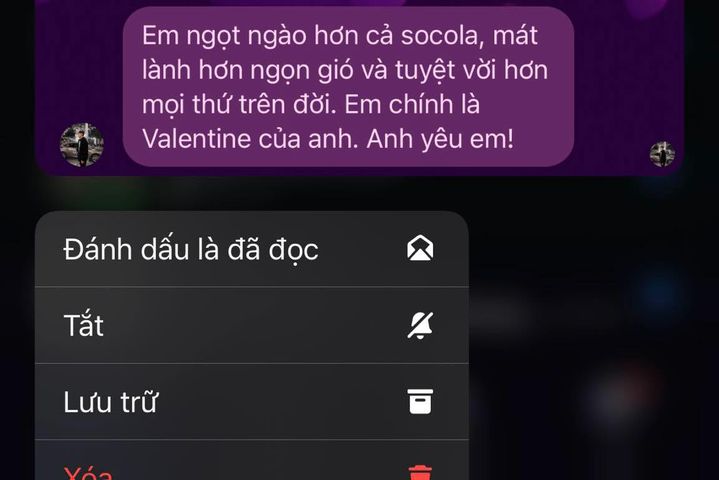 Em ngọt ngào hơn cả socola, mát
lành hơn ngọn gió và tuyệt vời hơn
mọi thứ trên đời. Em chính là
Valentine của anh. Anh yêu em!
Đánh dấu là đã đọc
Tắt
Lưu trữ
Xóa